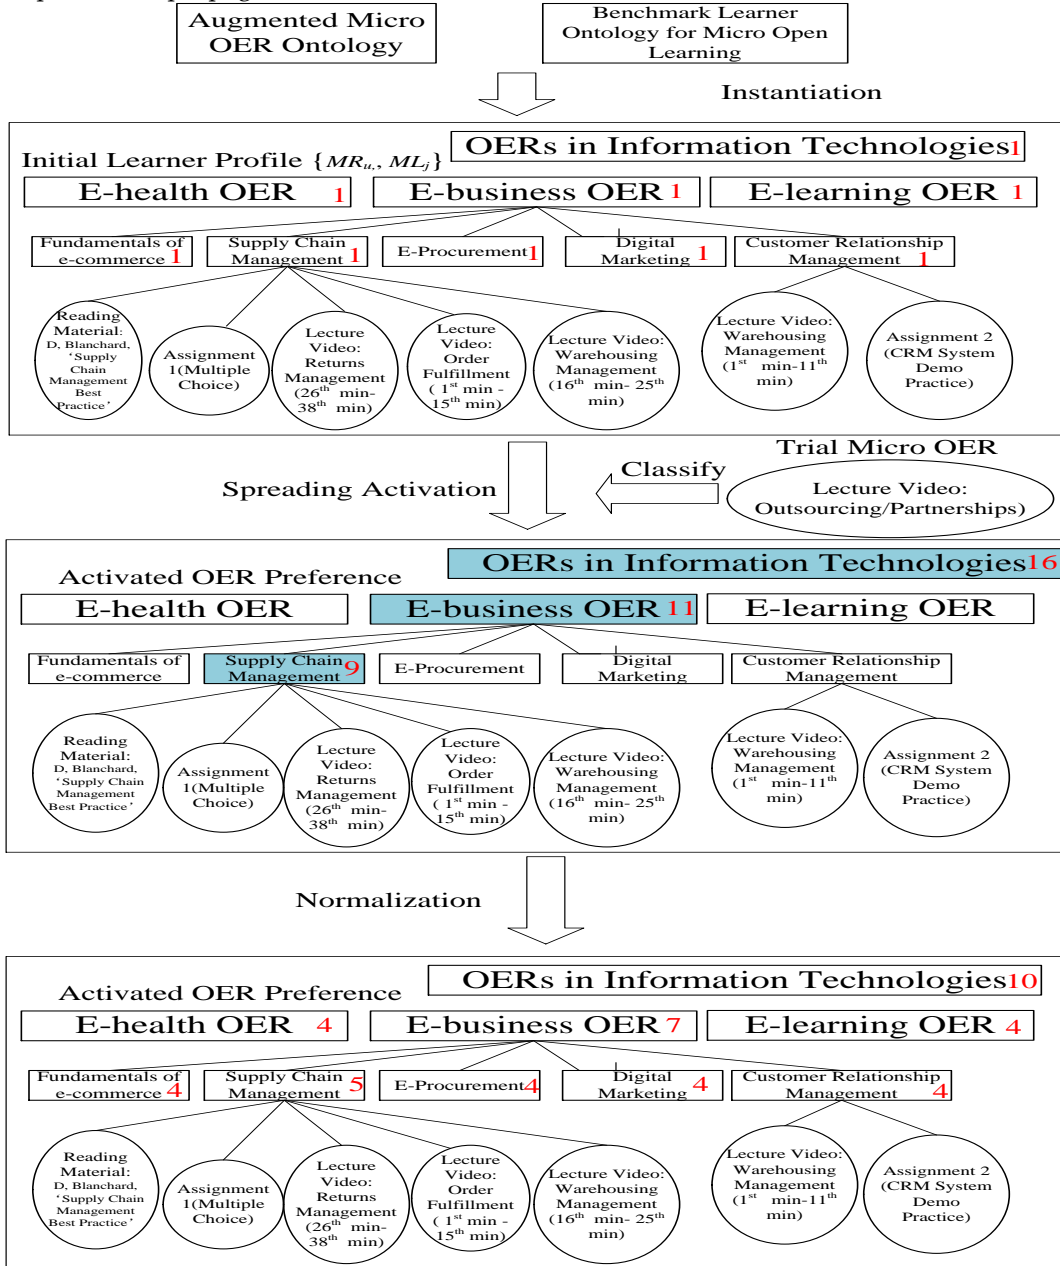 Augmented Micro
OER Ontology
Benchmark Learner
Ontology for Micro Open
Learning
Instantiation
OERs in Information Technologies 1
Initial Learner Profile {MRu,, MLj}
E-health OER 1
E-business OER 1
E-learning OER 1
Fundamentals of
e-commerce 1
Supply Chain
Management 1
E-Procurement 1
Digital
Marketing 1
Customer Relationship
Management 1
Reading
Material:
D, Blanchard,
‘Supply
Chain
Management
Best
Practice’
Assignment
1(Multiple
Choice)
Lecture
Video:
Returns
Management
(26th min-
38th min)
Lecture
Video:
Order
Fulfillment
( 1st min -
15th min)
Lecture Video:
Warehousing
Management
(16th min- 25th
min)
Lecture Video:
Warehousing
Management
(1st min-11th
min)
Assignment 2
(CRM System
Demo
Practice)
Spreading Activation
Classify
Trial Micro OER
Lecture Video:
Outsourcing/Partnerships)
OERs in Information Technologies 16
Activated OER Preference
E-health OER
E-business OER 11
E-learning OER
Fundamentals of
e-commerce
Supply Chain
Management 9
E-Procurement
Digital
Marketing
Customer Relationship
Management
Reading
Material:
D, Blanchard,
‘Supply Chain
Management
Best Practice’
Assignment
1(Multiple
Choice)
Lecture
Video:
Returns
Management
(26th min-
38th min)
Lecture
Video:
Order
Fulfillment
( 1st min -
15th min)
Lecture Video:
Warehousing
Management
(16th min- 25th
min)
Lecture Video:
Warehousing
Management
(1st min-11th
min)
Assignment 2
(CRM System
Demo
Practice)
Normalization
OERs in Information Technologies 10
Activated OER Preference
E-health OER 4
E-business OER 7
E-learning OER 4
Fundamentals of
e-commerce 4
Supply Chain
Management 5
E-Procurement 4
Digital
Marketing 4
Customer Relationship
Management 4
Reading
Material:
D, Blanchard,
‘Supply Chain
Management
Best Practice’
Assignment
1(Multiple
Choice)
Lecture
Video:
Returns
Management
(26th min-
38th min)
Lecture
Video:
Order
Fulfillment
( 1st min -
15th min)
Lecture Video:
Warehousing
Management
(16th min- 25th
min)
Lecture Video:
Warehousing
Management
(1st min-11th
min)
Assignment 2
(CRM System
Demo
Practice)